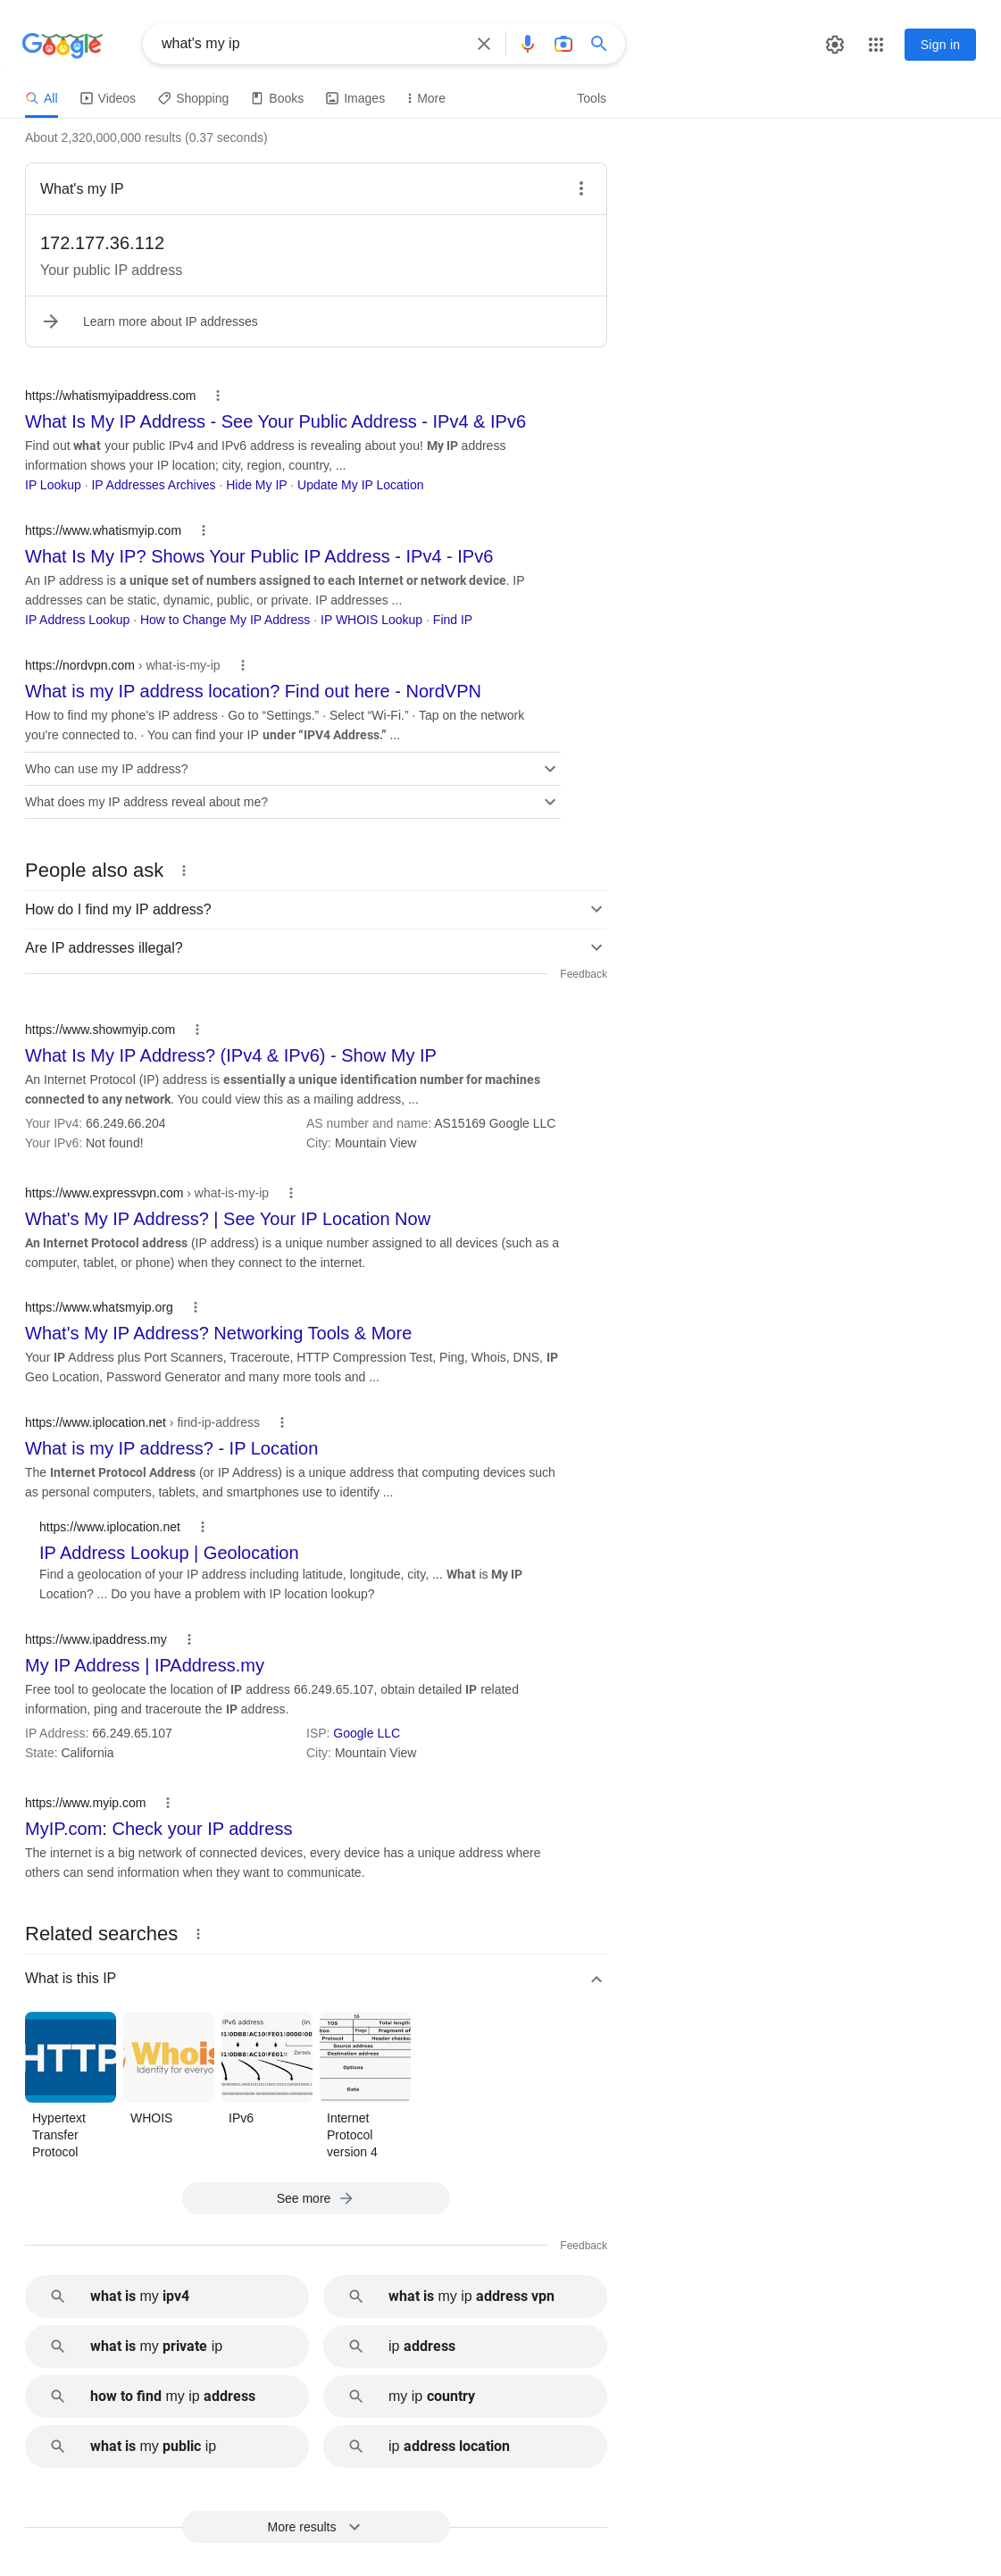 Google
what's my ip
Sign in
All
Videos
Shopping
Books
Images
More
Tools
About 2,320,000,000 results (0.37 seconds)
What's my IP
172.177.36.112
Your public IP address
Learn more about IP addresses
https://whatismyipaddress.com
What Is My IP Address - See Your Public Address - IPv4 & IPv6
Find out what your public IPv4 and IPv6 address is revealing about you! My IP address
information shows your IP location; city, region, country, ...
IP Lookup · IP Addresses Archives · Hide My IP · Update My IP Location
https://www.whatismyip.com
What Is My IP? Shows Your Public IP Address - IPv4 - IPv6
An IP address is a unique set of numbers assigned to each Internet or network device. IP
addresses can be static, dynamic, public, or private. IP addresses ...
IP Address Lookup · How to Change My IP Address · IP WHOIS Lookup · Find IP
https://nordvpn.com › what-is-my-ip
What is my IP address location? Find out here - NordVPN
How to find my phone's IP address · Go to “Settings.” · Select “Wi-Fi.” · Tap on the network
you're connected to. · You can find your IP under “IPV4 Address.” ...
Who can use my IP address?
What does my IP address reveal about me?
People also ask
How do I find my IP address?
Are IP addresses illegal?
Feedback
https://www.showmyip.com
What Is My IP Address? (IPv4 & IPv6) - Show My IP
An Internet Protocol (IP) address is essentially a unique identification number for machines
connected to any network. You could view this as a mailing address, ...
Your IPv4: 66.249.66.204
AS number and name: AS15169 Google LLC
Your IPv6: Not found!
City: Mountain View
https://www.expressvpn.com › what-is-my-ip
What's My IP Address? | See Your IP Location Now
An Internet Protocol address (IP address) is a unique number assigned to all devices (such as a
computer, tablet, or phone) when they connect to the internet.
https://www.whatsmyip.org
What's My IP Address? Networking Tools & More
Your IP Address plus Port Scanners, Traceroute, HTTP Compression Test, Ping, Whois, DNS, IP
Geo Location, Password Generator and many more tools and ...
https://www.iplocation.net › find-ip-address
What is my IP address? - IP Location
The Internet Protocol Address (or IP Address) is a unique address that computing devices such
as personal computers, tablets, and smartphones use to identify ...
https://www.iplocation.net
IP Address Lookup | Geolocation
Find a geolocation of your IP address including latitude, longitude, city, ... What is My IP
Location? ... Do you have a problem with IP location lookup?
https://www.ipaddress.my
My IP Address | IPAddress.my
Free tool to geolocate the location of IP address 66.249.65.107, obtain detailed IP related
information, ping and traceroute the IP address.
IP Address: 66.249.65.107
ISP: Google LLC
State: California
City: Mountain View
https://www.myip.com
MyIP.com: Check your IP address
The internet is a big network of connected devices, every device has a unique address where
others can send information when they want to communicate.
Related searches
What is this IP
HTTP
Whois
Identity for everyo
IPv6 address (in
Zeroes
16
TOS Total length
Flags Fragment of
Protocol Header checks
Source address
Destination address
Options
Data
Hypertext
Transfer
Protocol
WHOIS
IPv6
Internet
Protocol
version 4
See more
Feedback
what is my ipv4
what is my ip address vpn
what is my private ip
ip address
how to find my ip address
my ip country
what is my public ip
ip address location
More results